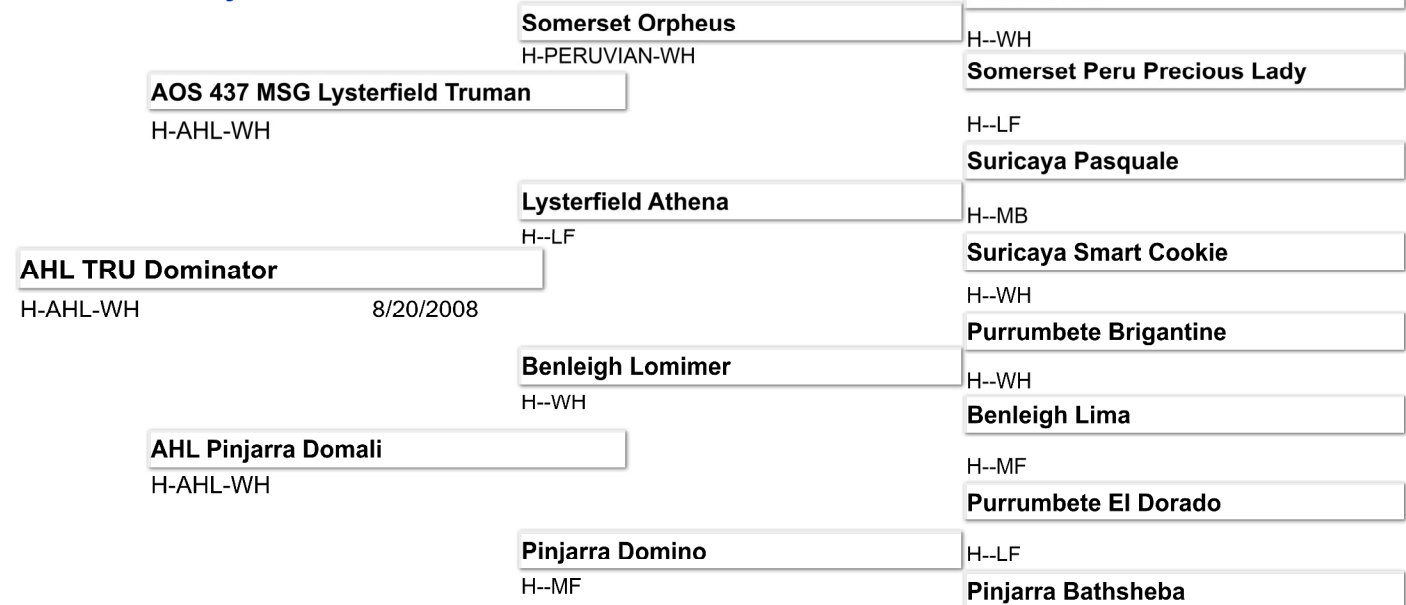 Somerset Orpheus
H-PERUVIAN-WH
H--WH
Somerset Peru Precious Lady
AOS 437 MSG Lysterfield Truman
H-AHL-WH
H--LF
Suricaya Pasquale
Lysterfield Athena
H--LF
H--MB
Suricaya Smart Cookie
AHL TRU Dominator
H-AHL-WH 8/20/2008
H--WH
Purrumbete Brigantine
Benleigh Lomimer
H--WH
H--WH
Benleigh Lima
AHL Pinjarra Domali
H-AHL-WH
H--MF
Purrumbete El Dorado
Pinjarra Domino
H--MF
H--LF
Pinjarra Bathsheba